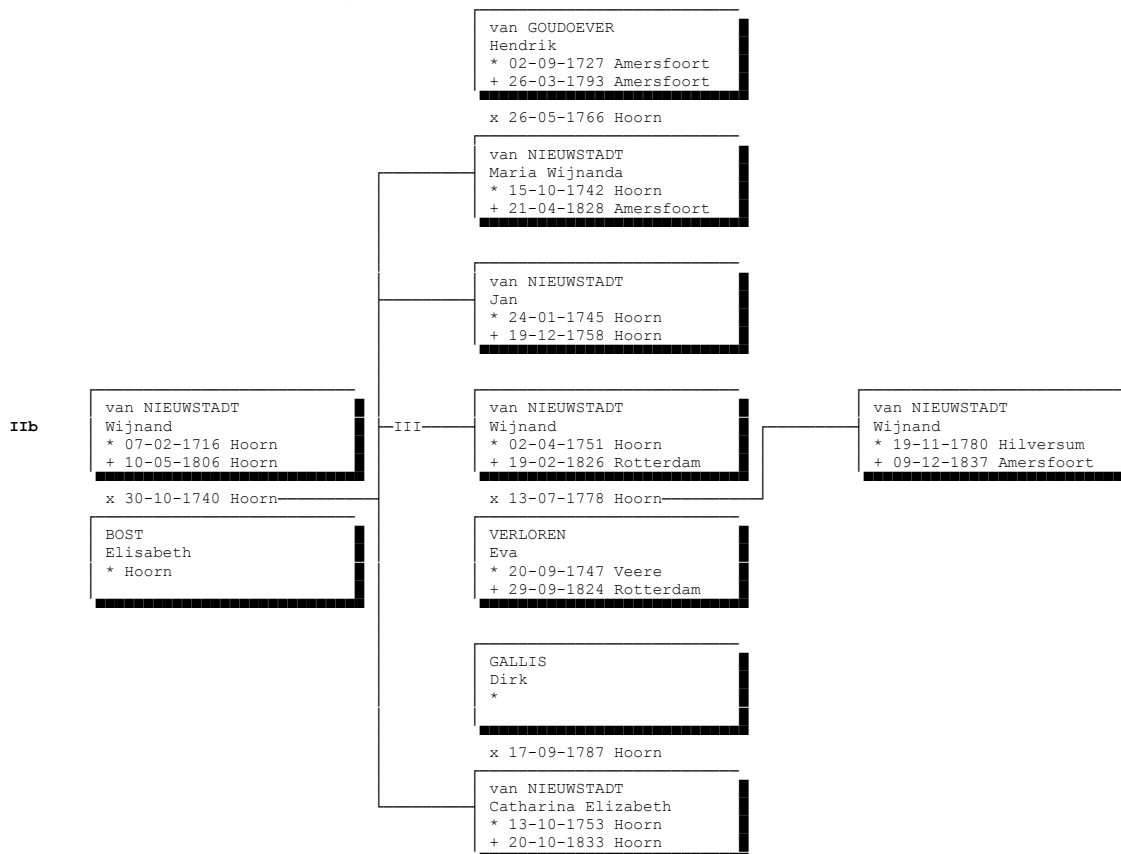 van GOUDOEVER
Hendrik
* 02-09-1727 Amersfoort
+ 26-03-1793 Amersfoort
x 26-05-1766 Hoorn
van NIEUWSTADT
Maria Wijnanda
* 15-10-1742 Hoorn
+ 21-04-1828 Amersfoort
van NIEUWSTADT
Jan
* 24-01-1745 Hoorn
+ 19-12-1758 Hoorn
IIb
van NIEUWSTADT
Wijnand
* 07-02-1716 Hoorn
+ 10-05-1806 Hoorn
x 30-10-1740 Hoorn
BOST
Elisabeth
* Hoorn
III
van NIEUWSTADT
Wijnand
* 02-04-1751 Hoorn
+ 19-02-1826 Rotterdam
x 13-07-1778 Hoorn
VERLOREN
Eva
* 20-09-1747 Veere
+ 29-09-1824 Rotterdam
van NIEUWSTADT
Wijnand
* 19-11-1780 Hilversum
+ 09-12-1837 Amersfoort
GALLIS
Dirk
*
x 17-09-1787 Hoorn
van NIEUWSTADT
Catharina Elizabeth
* 13-10-1753 Hoorn
+ 20-10-1833 Hoorn